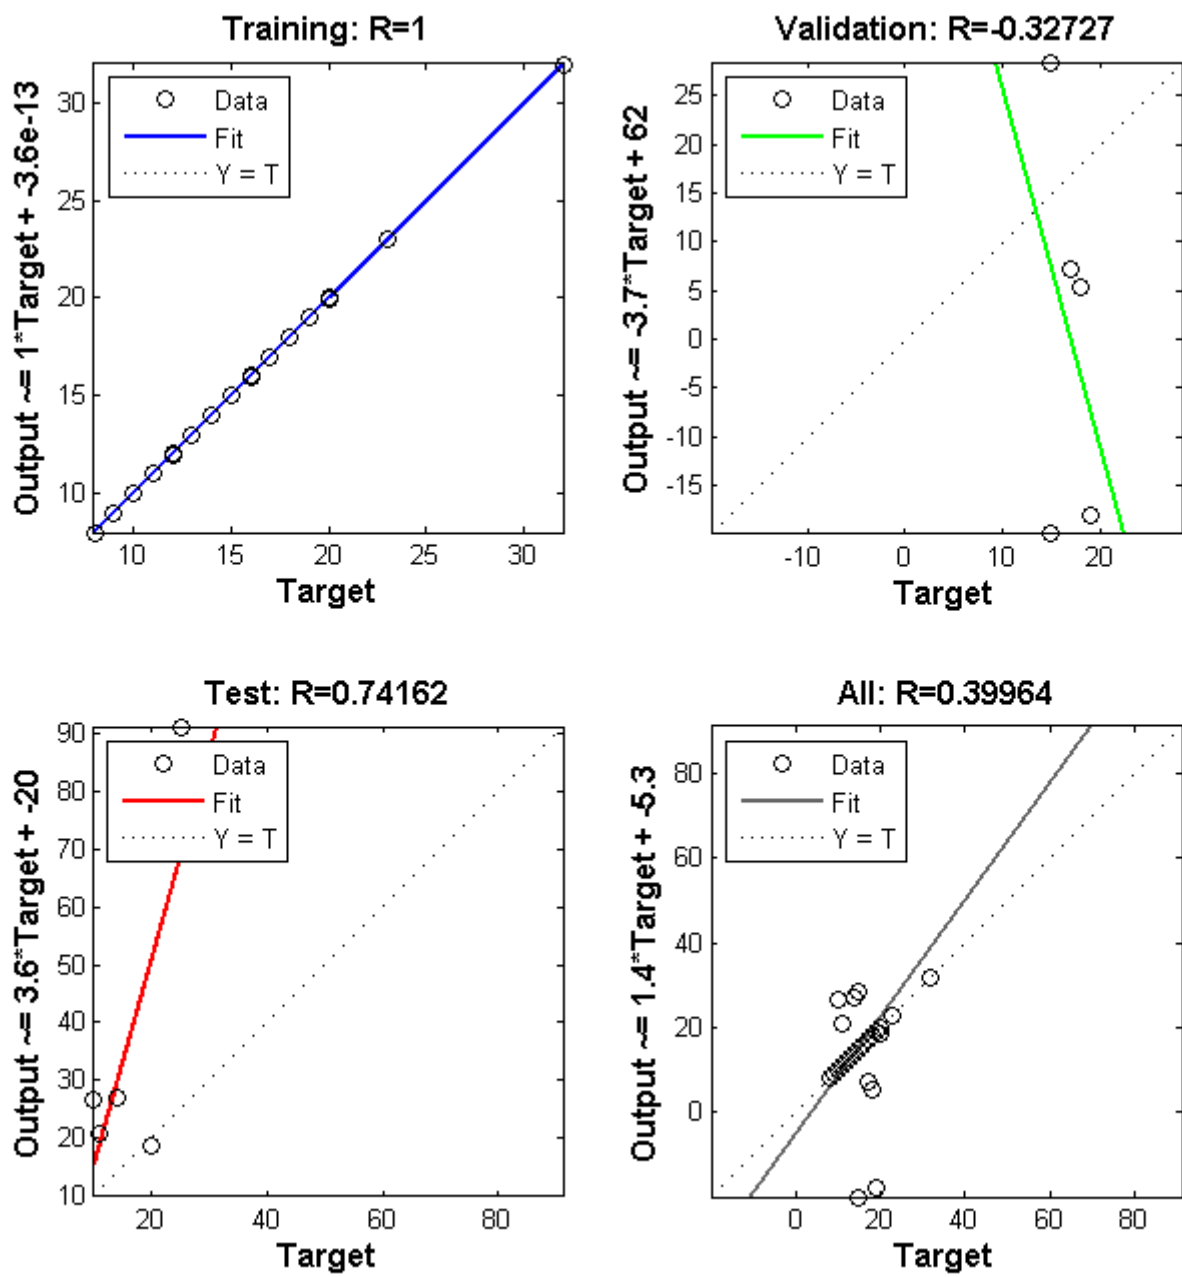 Training: R=1
Output ~= 1*Target + -3.6e-13
Data
Fit
Y = T
30
25
20
15
10
10
15
20
25
30
Target
Validation: R=-0.32727
Output ~= -3.7*Target + 62
Data
Fit
Y = T
25
20
15
10
5
0
-5
-10
-15
-10
0
10
20
Target
Test: R=0.74162
Output ~= 3.6*Target + -20
Data
Fit
Y = T
90
80
70
60
50
40
30
20
10
20
40
60
80
Target
All: R=0.39964
Output ~= 1.4*Target + -5.3
Data
Fit
Y = T
80
60
40
20
0
0
20
40
60
80
Target